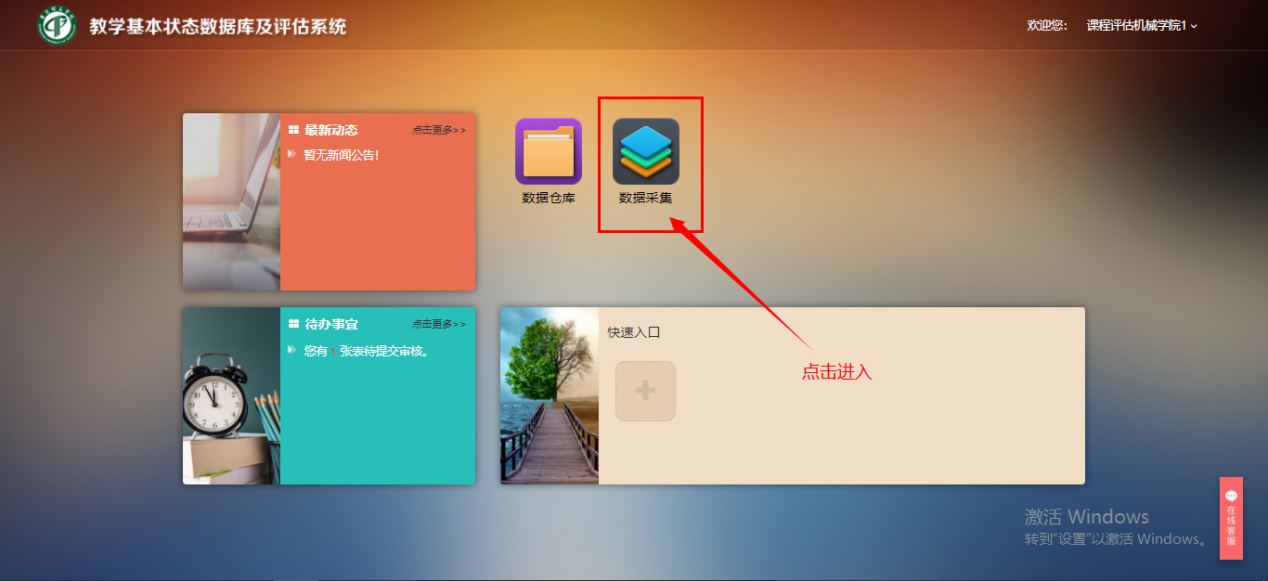 教学基本状态数据库及评估系统
欢迎您: 课程评估机械学院1
最新动态 点击更多>>
暂无新闻公告!
数据仓库
数据采集
待办事宜 点击更多>>
您有 1 张表待提交审核。
快速入口
点击进入
激活 Windows
转到"设置"以激活 Windows。
在线客服